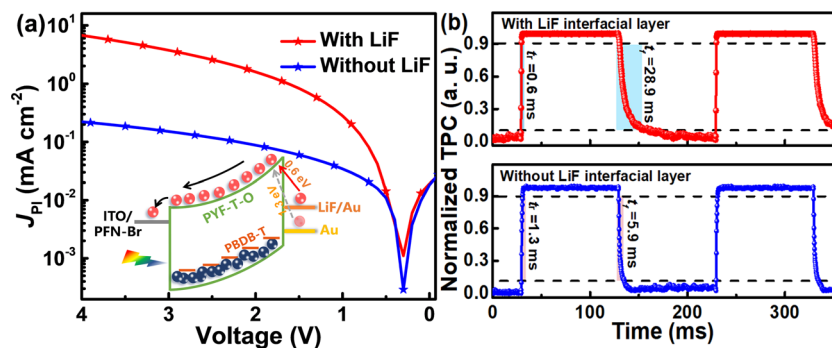 (a)
With LiF
Without LiF
J_PI (mA cm⁻²)
10¹
10⁰
10⁻¹
10⁻²
10⁻³
0.6 eV
1.3 eV
PYF-T-O
ITO/
PFN-Br
LiF/Au
PBDB-T
Au
4 3 2 1 0
Voltage (V)
(b)
With LiF interfacial layer
0.9
0.6
0.3
0.0
t_r =0.6 ms
t_f =28.9 ms
Normalized TPC (a. u.)
Without LiF interfacial layer
0.9
0.6
0.3
0.0
t_r =1.3 ms
t_f =5.9 ms
0 100 200 300
Time (ms)